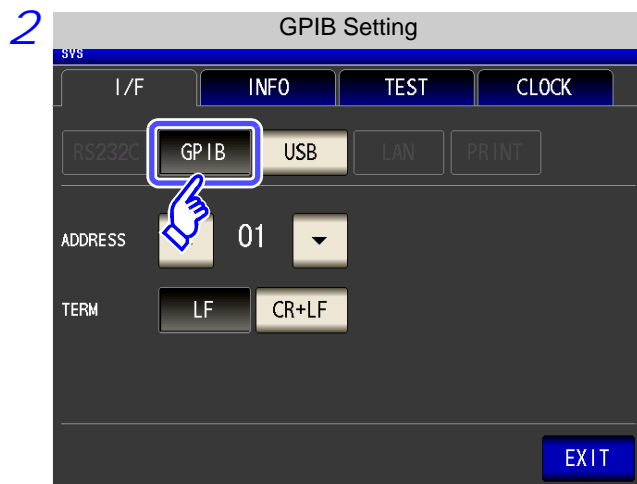 2
GPIB Setting
SYS
I/F INFO TEST CLOCK
RS232C GPIB USB LAN PRINT
ADDRESS 01
TERM LF CR+LF
EXIT